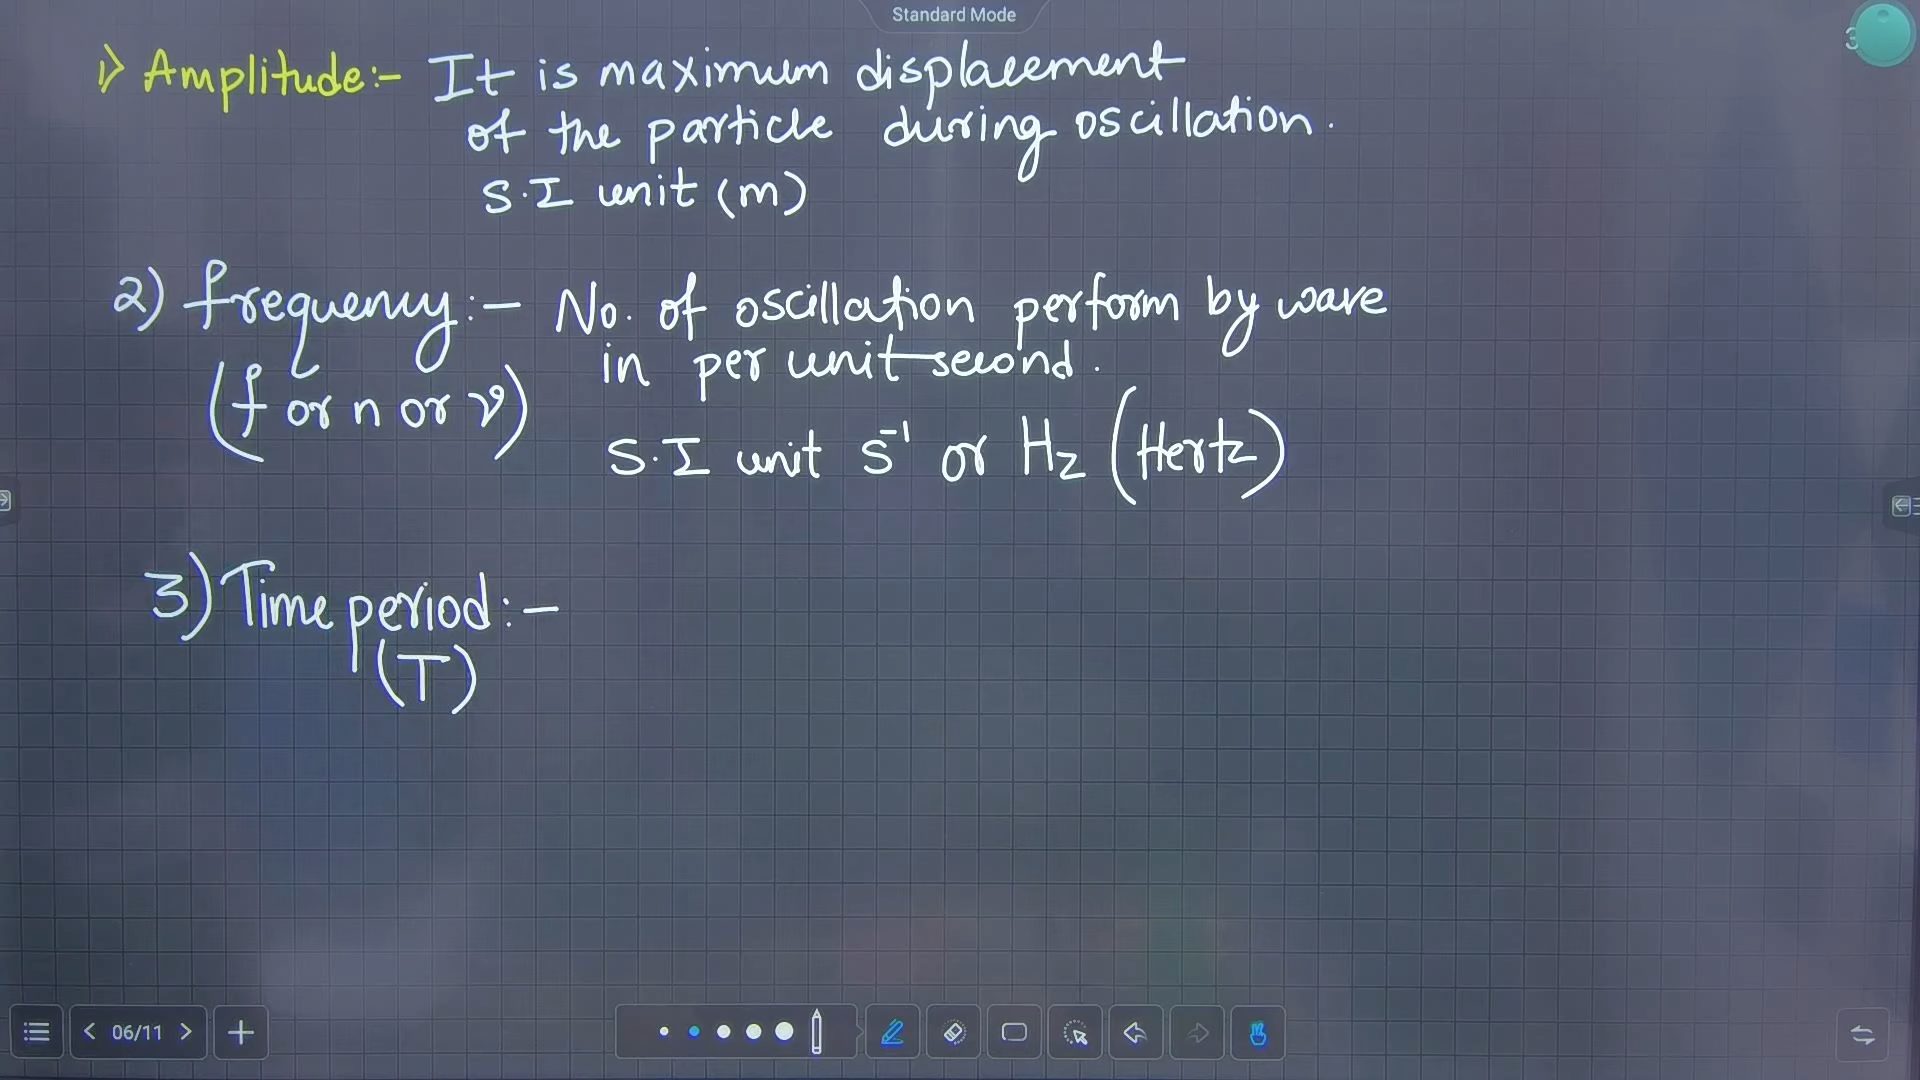 Standard Mode
1) Amplitude:- It is maximum displacement
of the particle during oscillation.
S.I unit (m)
2) frequency:- No. of oscillation perform by wave
in per unit second.
(f or n or ν)
S.I unit s⁻¹ or Hz (Hertz)
3) Time period:-
(T)
06/11